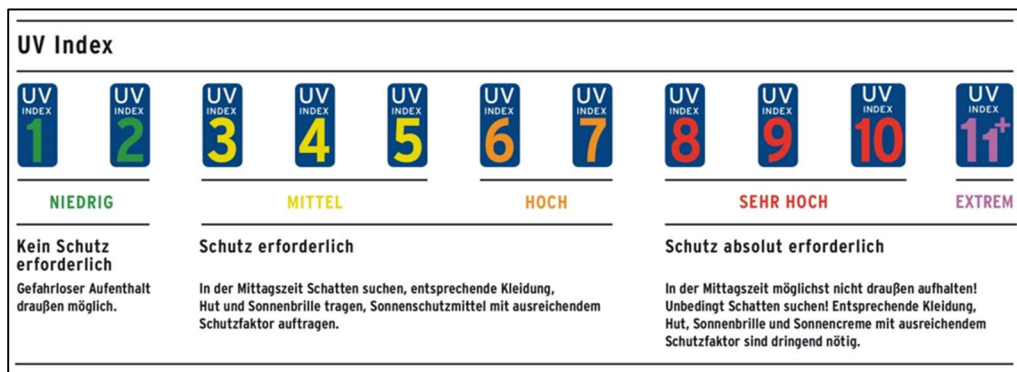 UV Index
UV INDEX 1
UV INDEX 2
UV INDEX 3
UV INDEX 4
UV INDEX 5
UV INDEX 6
UV INDEX 7
UV INDEX 8
UV INDEX 9
UV INDEX 10
UV INDEX 11+
NIEDRIG
MITTEL
HOCH
SEHR HOCH
EXTREM
Kein Schutz
erforderlich
Gefahrloser Aufenthalt
draußen möglich.
Schutz erforderlich
In der Mittagszeit Schatten suchen, entsprechende Kleidung,
Hut und Sonnenbrille tragen, Sonnenschutzmittel mit ausreichendem
Schutzfaktor auftragen.
Schutz absolut erforderlich
In der Mittagszeit möglichst nicht draußen aufhalten!
Unbedingt Schatten suchen! Entsprechende Kleidung,
Hut, Sonnenbrille und Sonnencreme mit ausreichendem
Schutzfaktor sind dringend nötig.